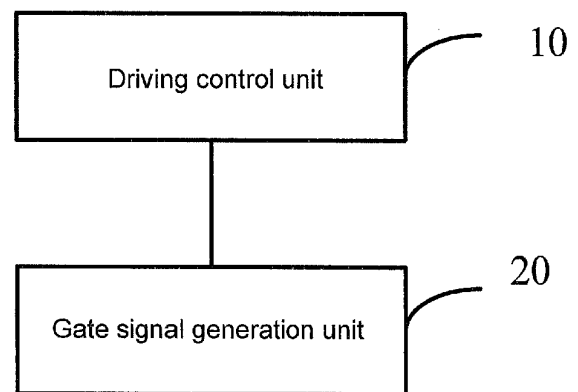 Driving control unit
10
Gate signal generation unit
20